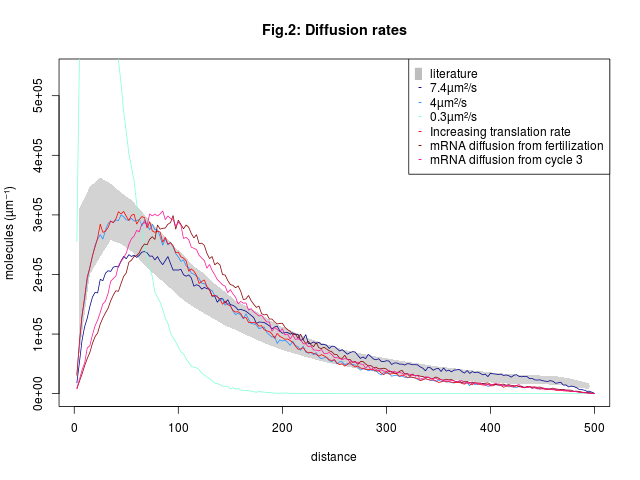 Fig.2: Diffusion rates
literature
7.4µm²/s
4µm²/s
0.3µm²/s
Increasing translation rate
mRNA diffusion from fertilization
mRNA diffusion from cycle 3
molecules (µm⁻¹)
5e+05
4e+05
3e+05
2e+05
1e+05
0e+00
0 100 200 300 400 500
distance